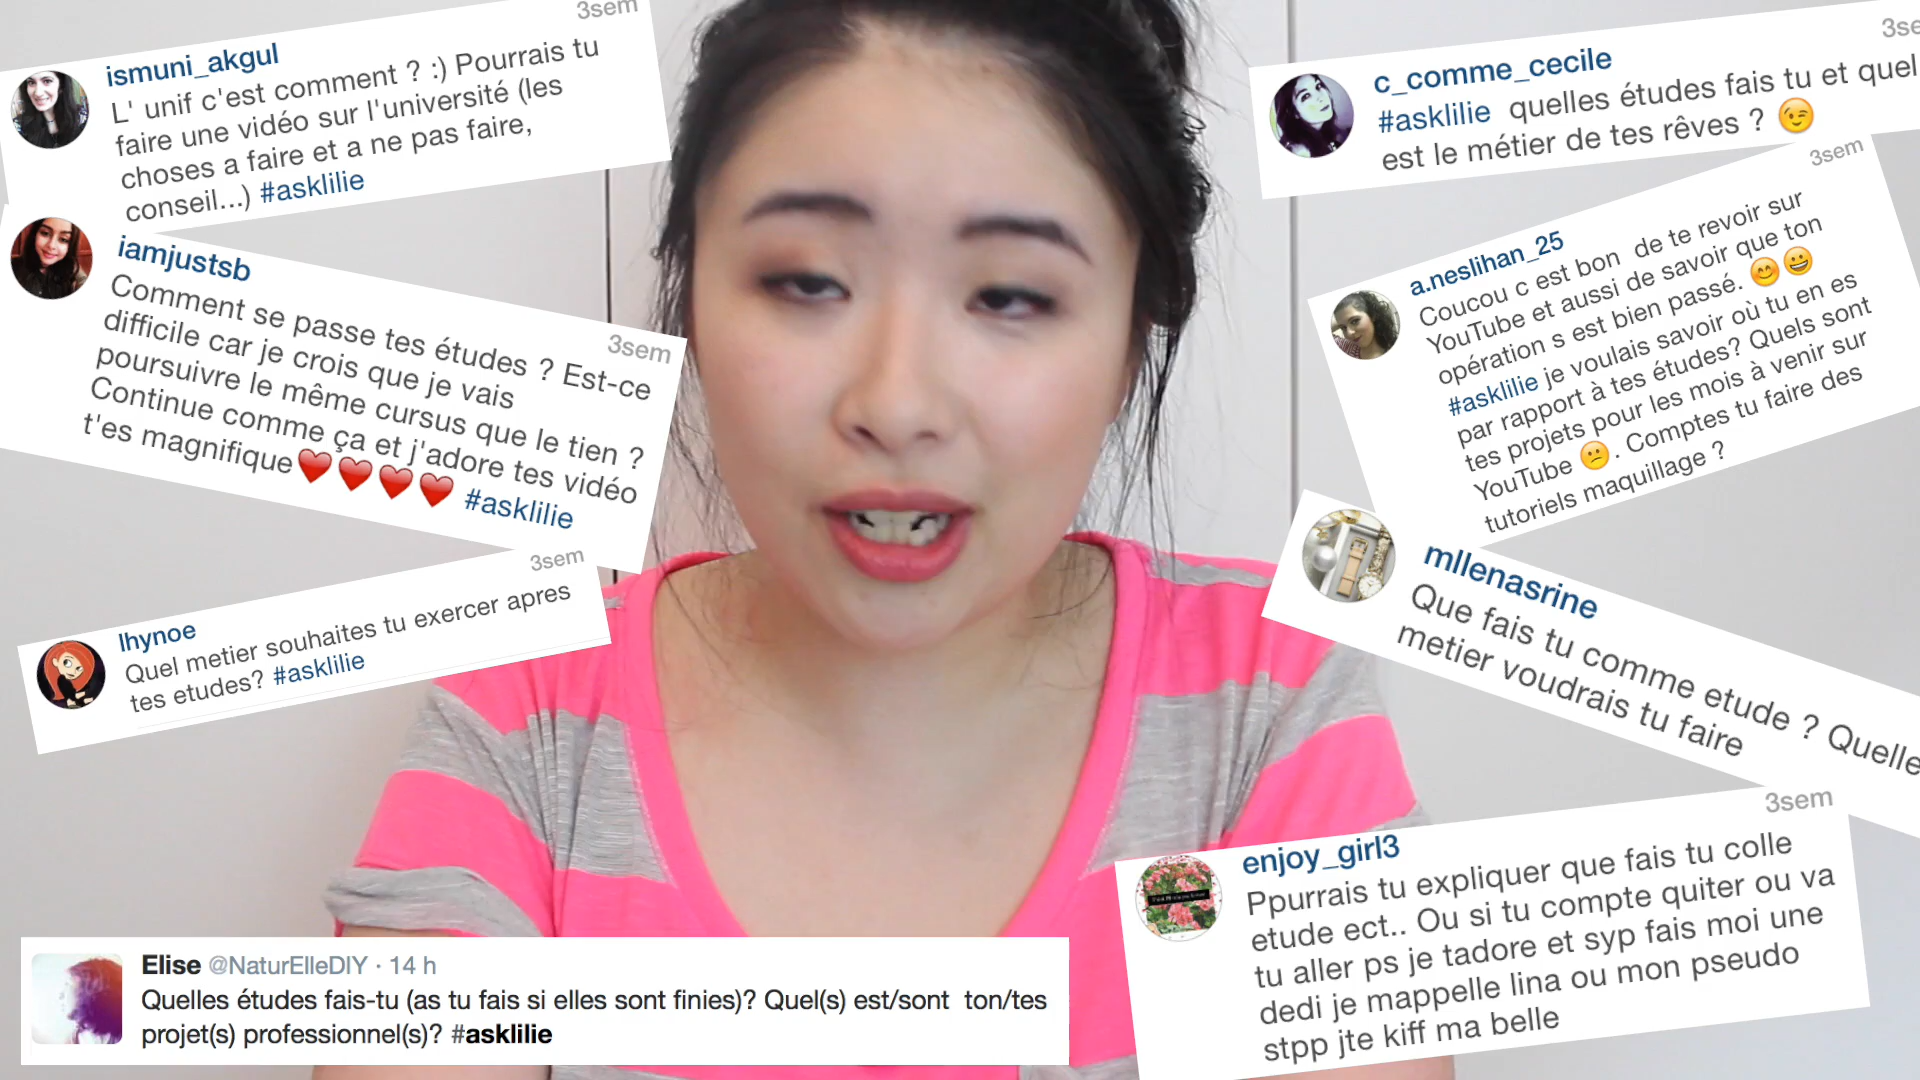 3sem
ismuni_akgul
L' unif c'est comment ? :) Pourrais tu
faire une vidéo sur l'université (les
choses a faire et a ne pas faire,
conseil...) #asklilie
iamjustsb
3sem
Comment se passe tes études ? Est-ce
difficile car je crois que je vais
poursuivre le même cursus que le tien ?
Continue comme ça et j'adore tes vidéo
t'es magnifique❤️❤️❤️❤️ #asklilie
3sem
lhynoe
Quel metier souhaites tu exercer apres
tes etudes? #asklilie
Elise @NaturElleDIY · 14 h
Quelles études fais-tu (as tu fais si elles sont finies)? Quel(s) est/sont ton/tes
projet(s) professionnel(s)? #asklilie
3se
c_comme_cecile
#asklilie quelles études fais tu et quel
est le métier de tes rêves ? 😉
3sem
a.neslihan_25
Coucou c est bon de te revoir sur
YouTube et aussi de savoir que ton
opération s est bien passé. 😊😀
#asklilie je voulais savoir où tu en es
par rapport à tes études? Quels sont
tes projets pour les mois à venir sur
YouTube 😕. Comptes tu faire des
tutoriels maquillage ?
mllenasrine
Que fais tu comme etude ? Quelle
metier voudrais tu faire
3sem
enjoy_girl3
Ppurrais tu expliquer que fais tu colle
etude ect.. Ou si tu compte quiter ou va
tu aller ps je tadore et syp fais moi une
dedi je mappelle lina ou mon pseudo
stpp jte kiff ma belle